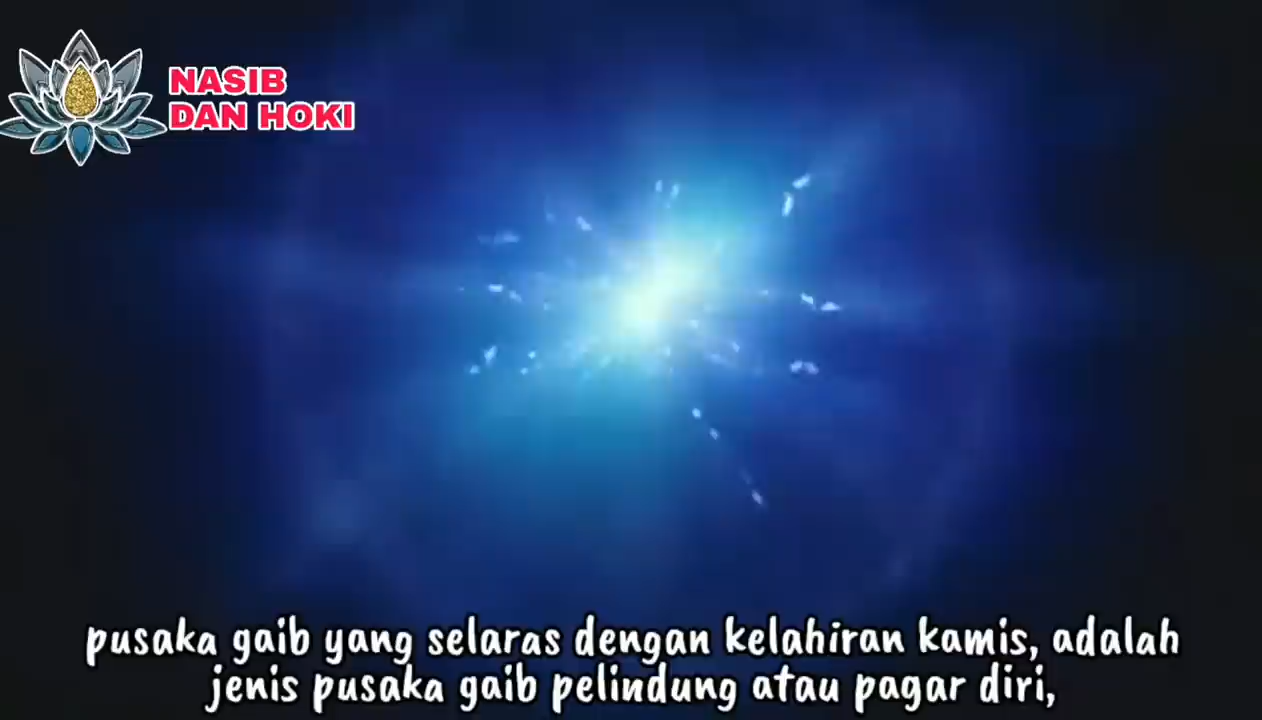 NASIB
DAN HOKI
pusaka gaib yang selaras dengan kelahiran kamis, adalah
jenis pusaka gaib pelindung atau pagar diri,